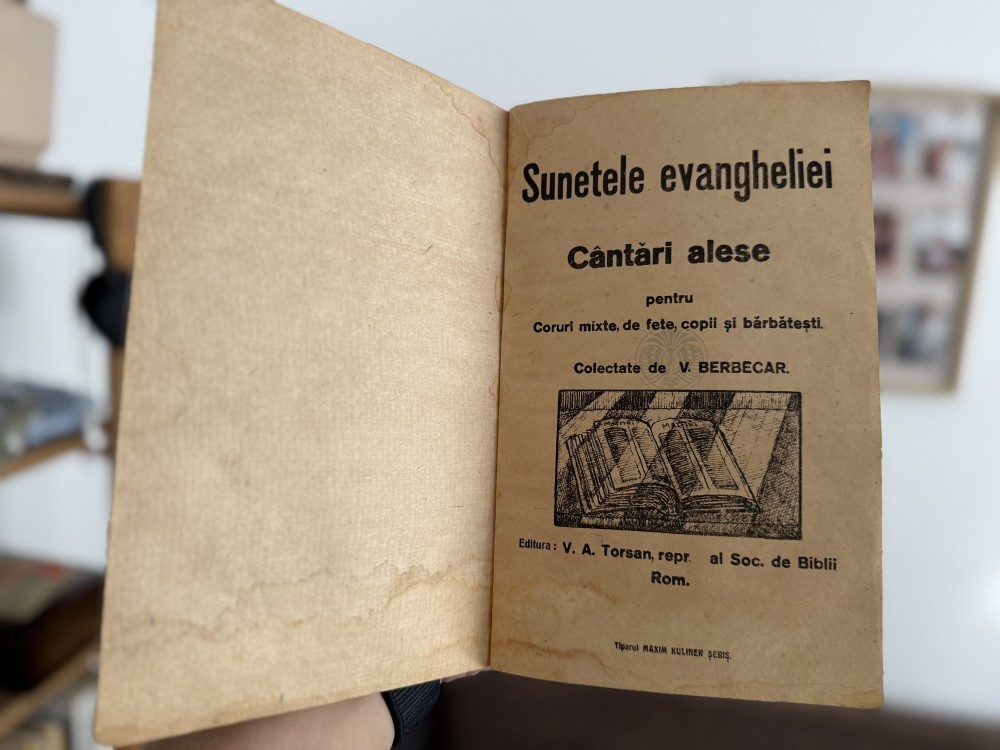 Sunetele evangheliei
Cântări alese
pentru
Coruri mixte, de fete, copii și bărbătești.
Colectate de V. BERBECAR.
Editura: V. A. Torsan, repr. al Soc. de Biblii
Rom.
Tiparul MAXIM KULINER ȘEBIȘ.